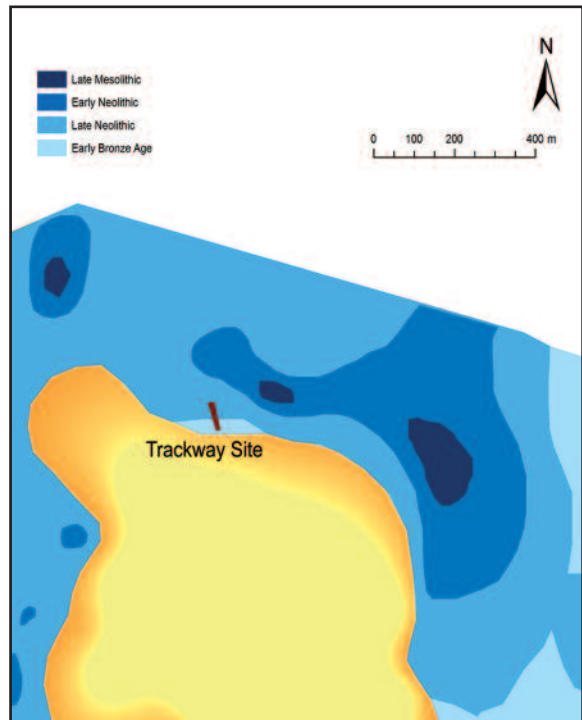 Late Mesolithic
Early Neolithic
Late Neolithic
Early Bronze Age
N
0 100 200 400 m
Trackway Site